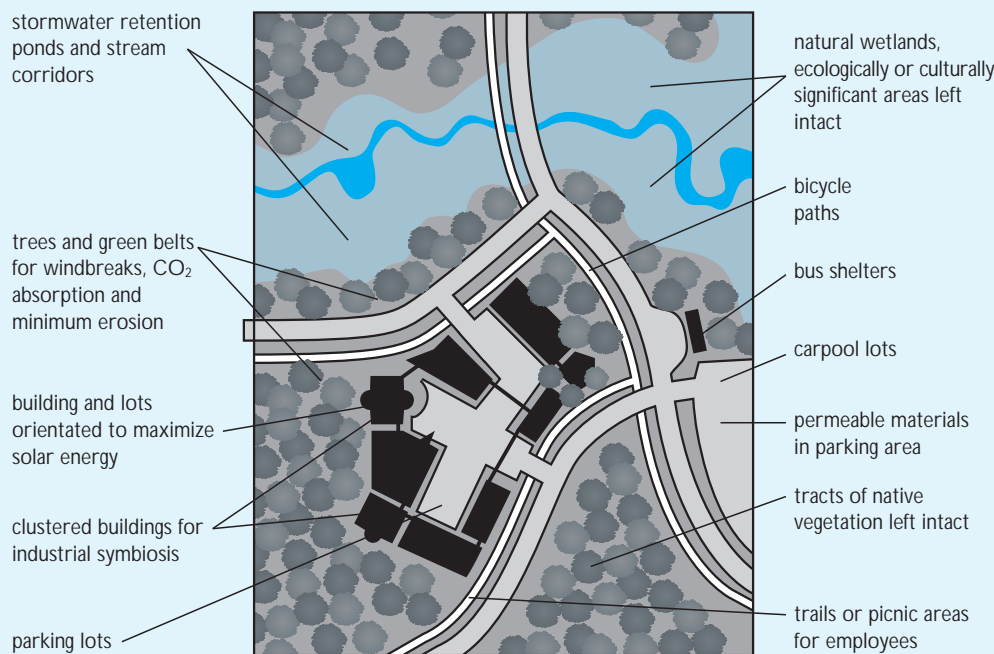 stormwater retention
ponds and stream
corridors
trees and green belts
for windbreaks, CO₂
absorption and
minimum erosion
building and lots
orientated to maximize
solar energy
clustered buildings for
industrial symbiosis
parking lots
natural wetlands,
ecologically or culturally
significant areas left
intact
bicycle
paths
bus shelters
carpool lots
permeable materials
in parking area
tracts of native
vegetation left intact
trails or picnic areas
for employees